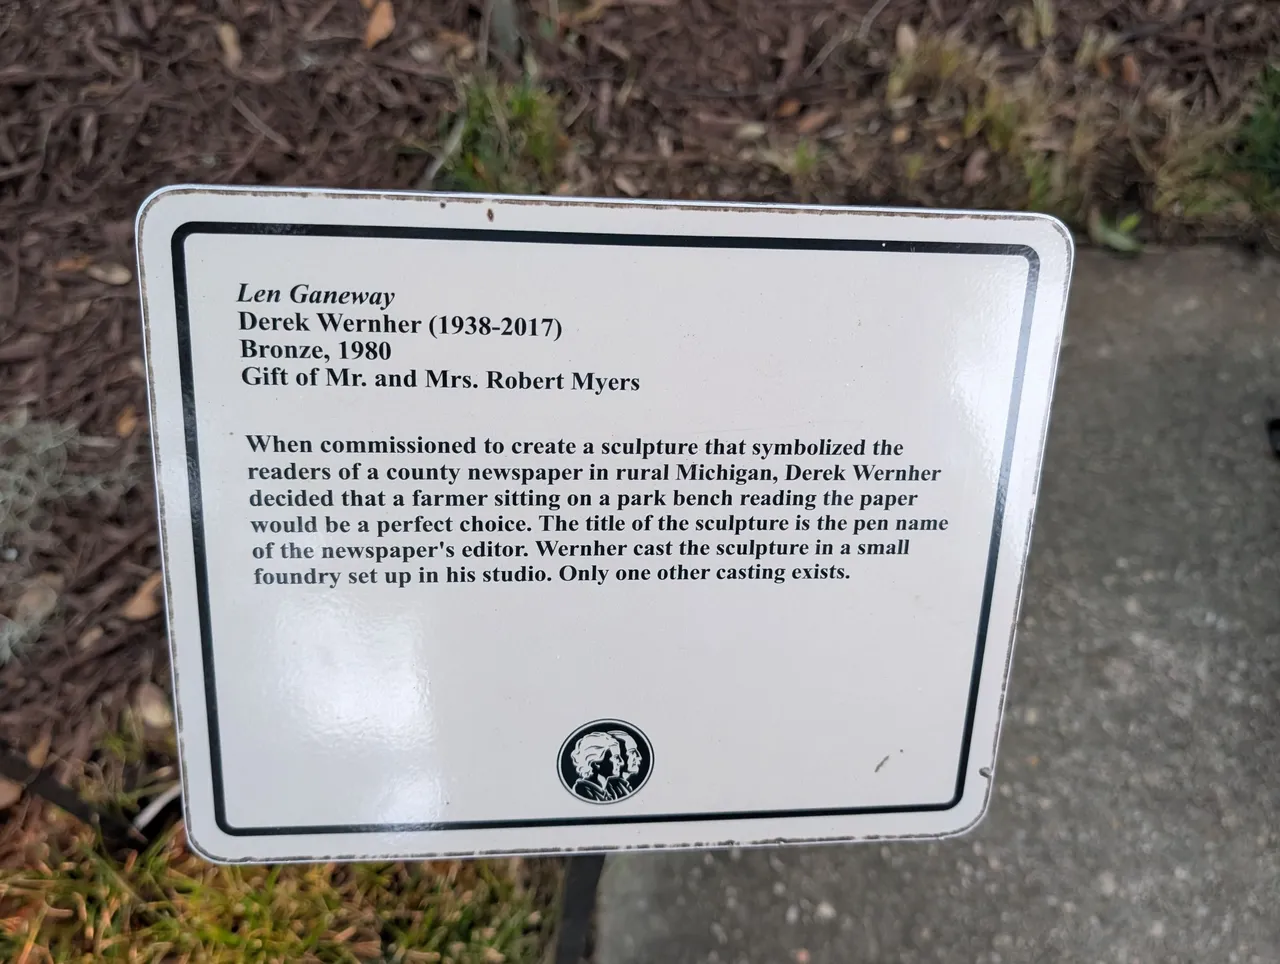 Len Ganeway
Derek Wernher (1938-2017)
Bronze, 1980
Gift of Mr. and Mrs. Robert Myers
When commissioned to create a sculpture that symbolized the
readers of a county newspaper in rural Michigan, Derek Wernher
decided that a farmer sitting on a park bench reading the paper
would be a perfect choice. The title of the sculpture is the pen name
of the newspaper's editor. Wernher cast the sculpture in a small
foundry set up in his studio. Only one other casting exists.